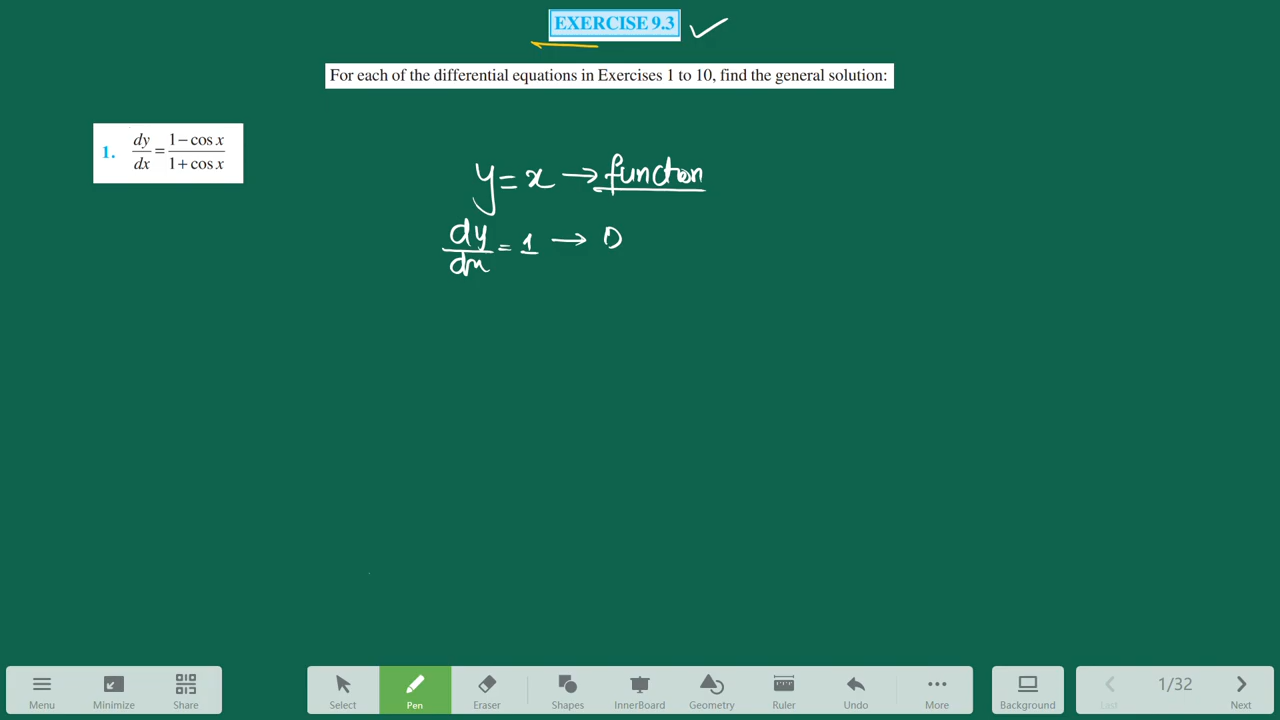 EXERCISE 9.3
For each of the differential equations in Exercises 1 to 10, find the general solution:
1. dy/dx = 1 − cos x / 1 + cos x
y = x → function
dy/dx = 1 → D
Menu Minimize Share Select Pen Eraser Shapes InnerBoard Geometry Ruler Undo More Background Last 1/32 Next